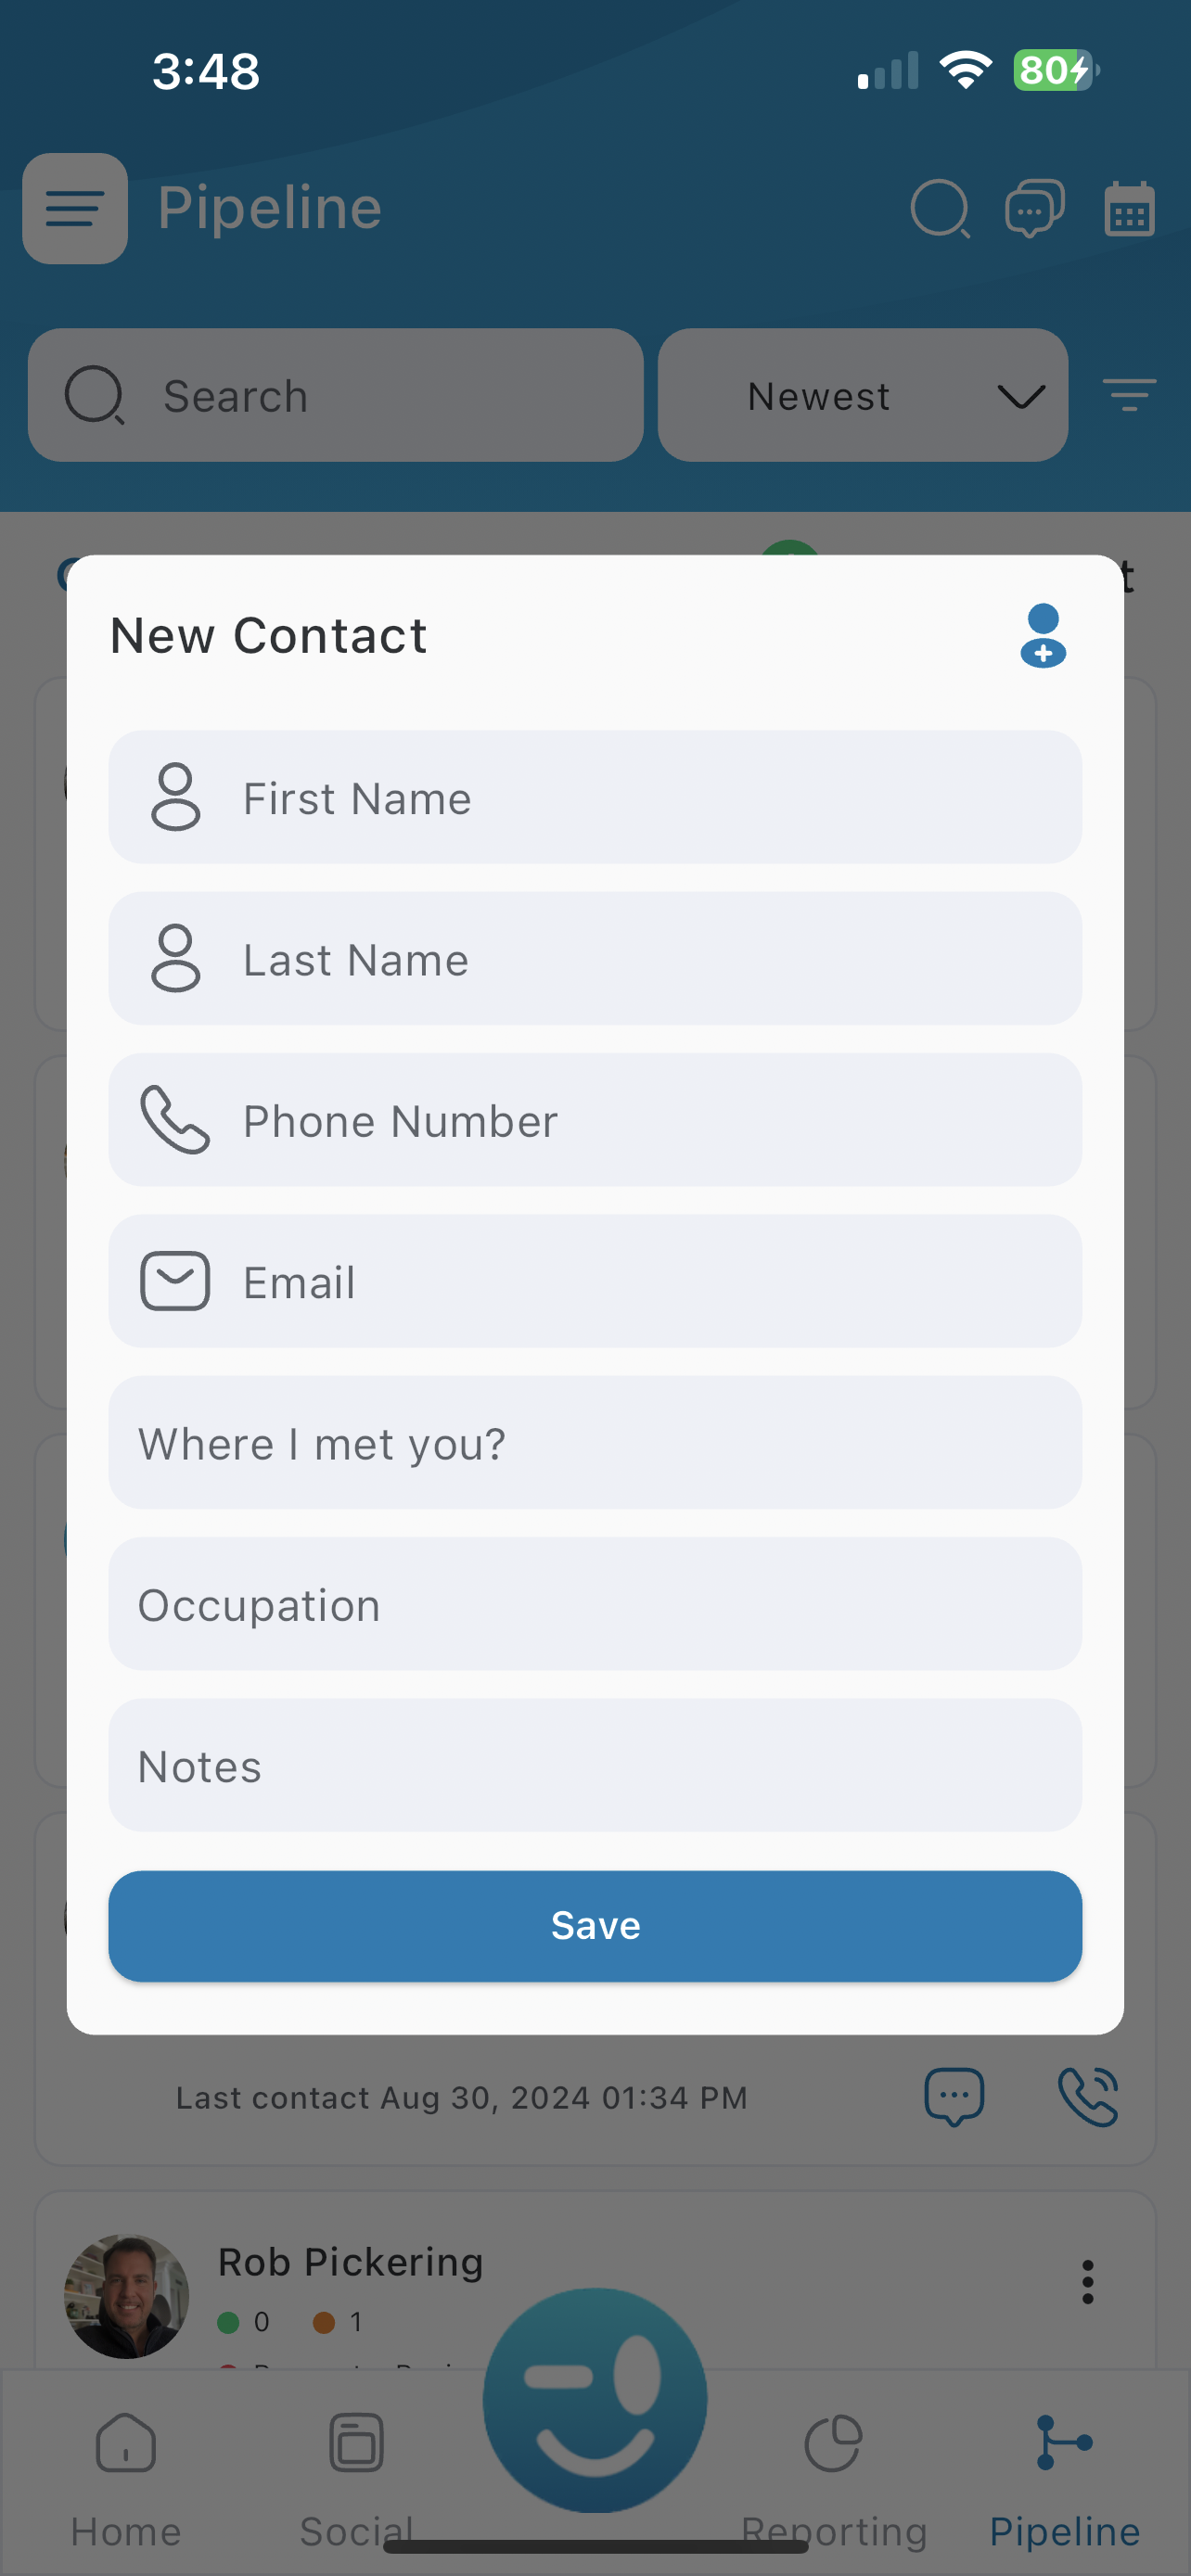 3:48
80
Pipeline
Search
Newest
t
New Contact
First Name
Last Name
Phone Number
Email
Where I met you?
Occupation
Notes
Save
Last contact Aug 30, 2024 01:34 PM
Rob Pickering
0 1
Home
Social
Reporting
Pipeline